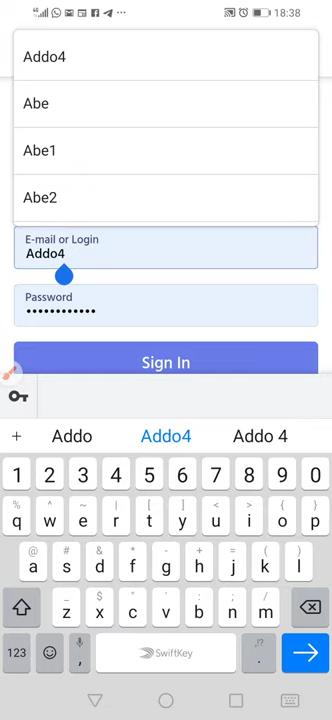 18:38
Addo4
Abe
Abe1
Abe2
E-mail or Login
Addo4
Password
••••••••••••
Sign In
+ Addo Addo4 Addo 4
1 2 3 4 5 6 7 8 9 0
^ ~ | [ ] < > { }
q w e r t y u i o p
@ # & * - + = ( )
a s d f g h j k l
_ $ " ' : ; /
z x c v b n m
123 , SwiftKey ,!? .